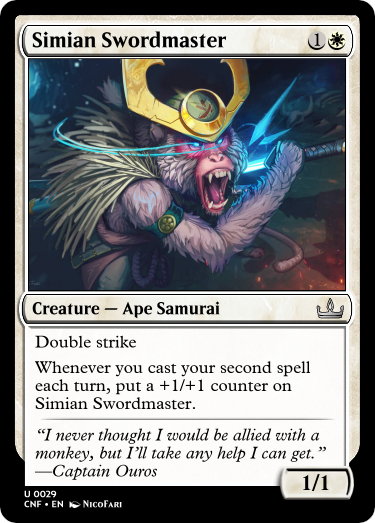 Simian Swordmaster 1
Creature — Ape Samurai
Double strike
Whenever you cast your second spell
each turn, put a +1/+1 counter on
Simian Swordmaster.
“I never thought I would be allied with a
monkey, but I’ll take any help I can get.”
—Captain Ouros
1/1
U 0029
CNF • EN NicoFari